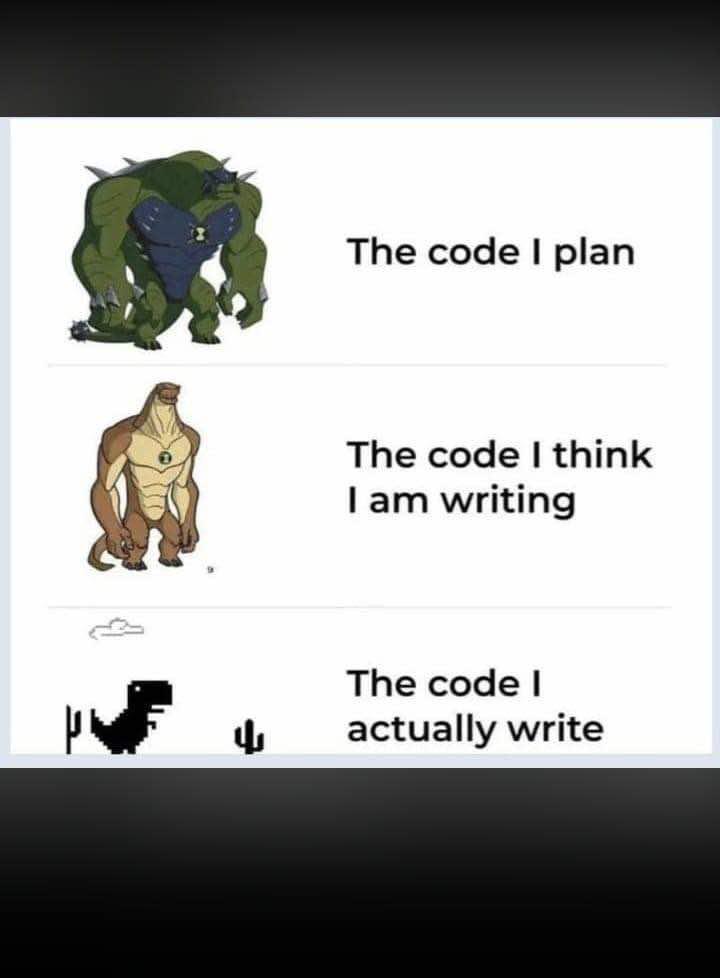 The code I plan
The code I think
I am writing
The code I
actually write